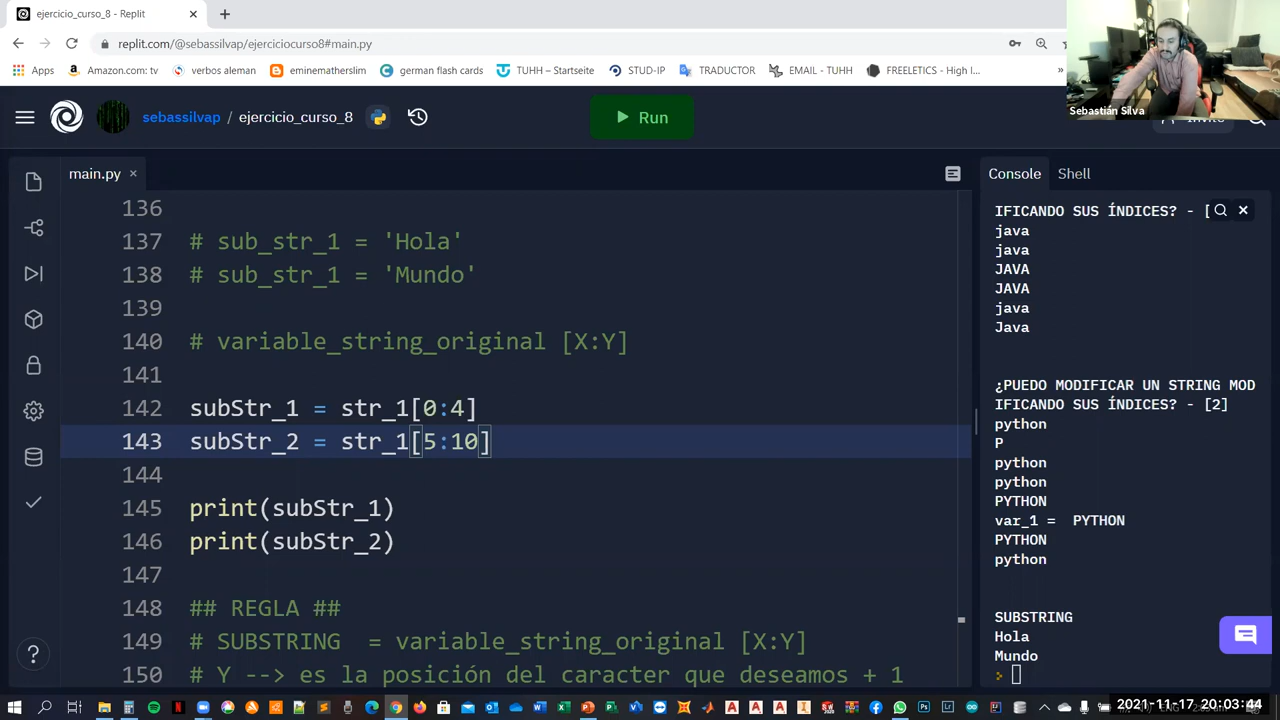 ejercicio_curso_8 - Replit
replit.com/@sebassilvap/ejerciciocurso8#main.py
Apps
Amazon.com: tv
verbos aleman
eminematherslim
german flash cards
TUHH – Startseite
STUD-IP
TRADUCTOR
EMAIL - TUHH
FREELETICS - High I...
»
Sebastián Silva
sebassilvap / ejercicio_curso_8
Run
main.py
Console
Shell
136
137 # sub_str_1 = 'Hola'
138 # sub_str_1 = 'Mundo'
139
140 # variable_string_original [X:Y]
141
142 subStr_1 = str_1[0:4]
143 subStr_2 = str_1[5:10]
144
145 print(subStr_1)
146 print(subStr_2)
147
148 ## REGLA ##
149 # SUBSTRING = variable_string_original [X:Y]
150 # Y --> es la posición del caracter que deseamos + 1
IFICANDO SUS ÍNDICES? - [
java
java
JAVA
JAVA
java
Java
¿PUEDO MODIFICAR UN STRING MOD
IFICANDO SUS ÍNDICES? - [2]
python
P
python
python
PYTHON
var_1 = PYTHON
PYTHON
python
SUBSTRING
Hola
Mundo
2021-11-17 20:03:44